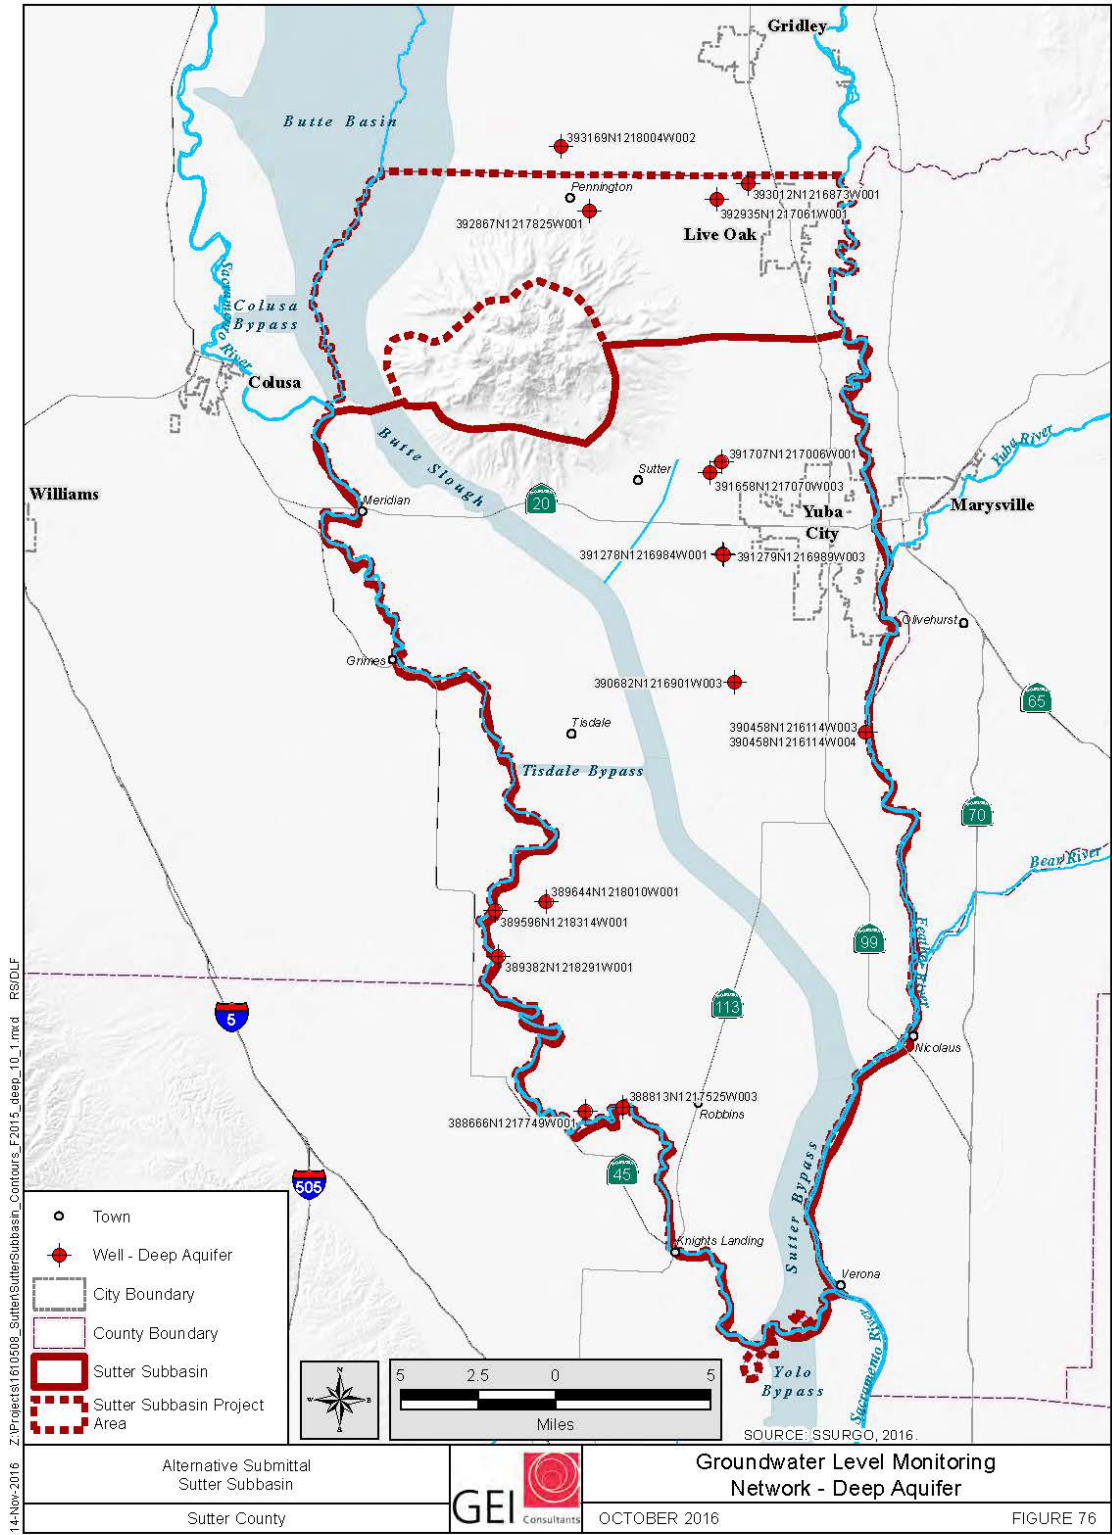 Gridley
Butte Basin
393169N1218004W002
Pennington
393012N1216873W001
392935N1217061W001
392867N1217825W001
Live Oak
Sacramento River
Colusa
Bypass
Colusa
Butte Slough
Sutter
391707N1217006W001
391658N1217070W003
Yuba River
Williams
20
Meridian
Yuba
City
Marysville
391278N1216984W001
391279N1216989W003
Olivehurst
Grimes
390682N1216901W003
65
Tisdale
390458N1216114W003
390458N1216114W004
Tisdale Bypass
70
Bear River
389644N1218010W001
389596N1218314W001
99
Feather River
389382N1218291W001
5
113
Nicolaus
388813N1217525W003
Robbins
388666N1217749W001
45
505
Sutter Bypass
Knights Landing
Verona
Yolo
Bypass
Sacramento River
Town
Well - Deep Aquifer
City Boundary
County Boundary
Sutter Subbasin
Sutter Subbasin Project
Area
N
5 2.5 0 5
Miles
SOURCE: SSURGO, 2016.
14-Nov-2016 Z:\Projects\1610508_Sutter\SutterSubbasin_Contours_F2015_deep_10_1.mxd RS/DLF
Alternative Submittal
Sutter Subbasin
Sutter County
GEI Consultants
Groundwater Level Monitoring
Network - Deep Aquifer
OCTOBER 2016
FIGURE 76